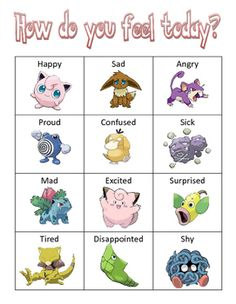 How do you feel today?
Happy Sad Angry
Proud Confused Sick
Mad Excited Surprised
Tired Disappointed Shy